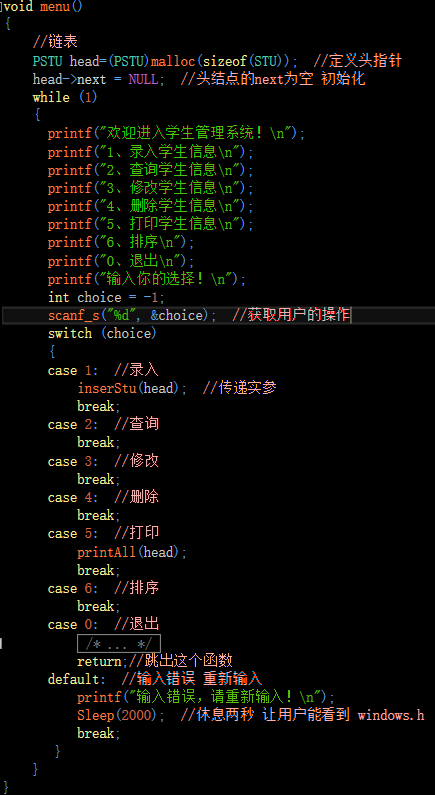 void menu()
{
//链表
PSTU head=(PSTU)malloc(sizeof(STU)); //定义头指针
head->next = NULL; //头结点的next为空 初始化
while (1)
{
printf("欢迎进入学生管理系统！\n");
printf("1、录入学生信息\n");
printf("2、查询学生信息\n");
printf("3、修改学生信息\n");
printf("4、删除学生信息\n");
printf("5、打印学生信息\n");
printf("6、排序\n");
printf("0、退出\n");
printf("输入你的选择！\n");
int choice = -1;
scanf_s("%d", &choice); //获取用户的操作
switch (choice)
{
case 1: //录入
inserStu(head); //传递实参
break;
case 2: //查询
break;
case 3: //修改
break;
case 4: //删除
break;
case 5: //打印
printAll(head);
break;
case 6: //排序
break;
case 0: //退出
/* ... */
return;//跳出这个函数
default: //输入错误 重新输入
printf("输入错误，请重新输入！\n");
Sleep(2000); //休息两秒 让用户能看到 windows.h
break;
}
}
}